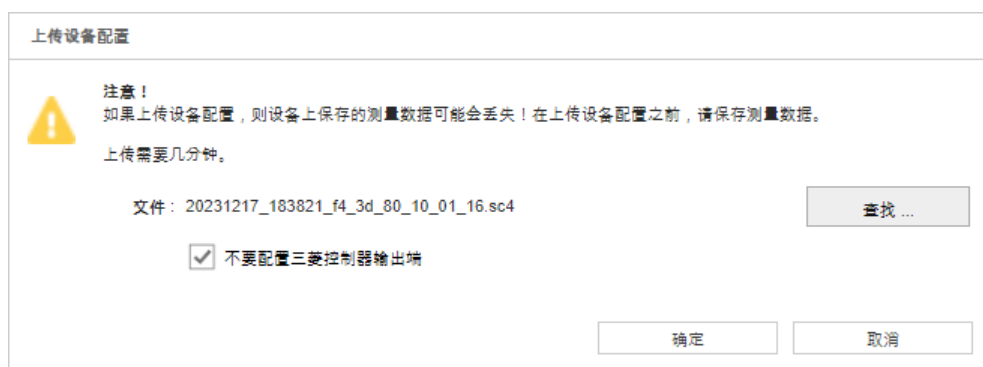 上传设备配置
注意！
如果上传设备配置，则设备上保存的测量数据可能会丢失！在上传设备配置之前，请保存测量数据。
上传需要几分钟。
文件： 20231217_183821_f4_3d_80_10_01_16.sc4
查找 ...
不要配置三菱控制器输出端
确定
取消